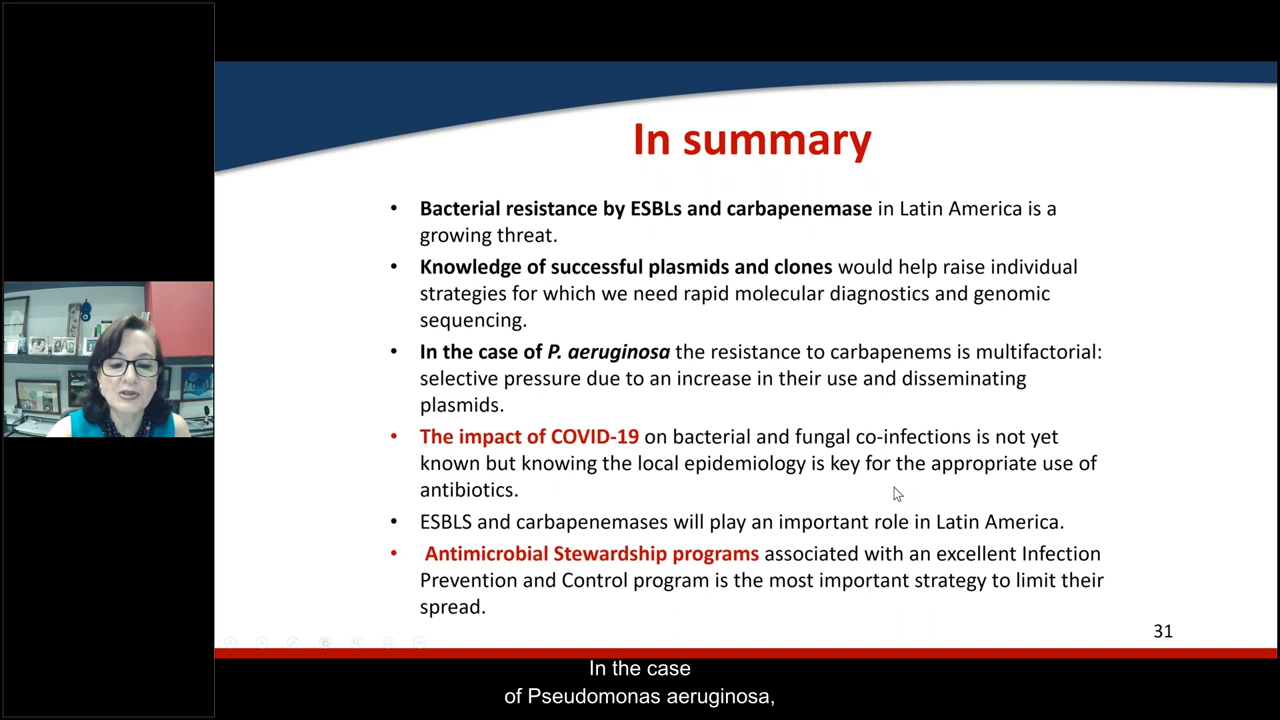 In summary
• Bacterial resistance by ESBLs and carbapenemase in Latin America is a
growing threat.
• Knowledge of successful plasmids and clones would help raise individual
strategies for which we need rapid molecular diagnostics and genomic
sequencing.
• In the case of P. aeruginosa the resistance to carbapenems is multifactorial:
selective pressure due to an increase in their use and disseminating
plasmids.
• The impact of COVID-19 on bacterial and fungal co-infections is not yet
known but knowing the local epidemiology is key for the appropriate use of
antibiotics.
• ESBLS and carbapenemases will play an important role in Latin America.
• Antimicrobial Stewardship programs associated with an excellent Infection
Prevention and Control program is the most important strategy to limit their
spread.
31
In the case
of Pseudomonas aeruginosa,